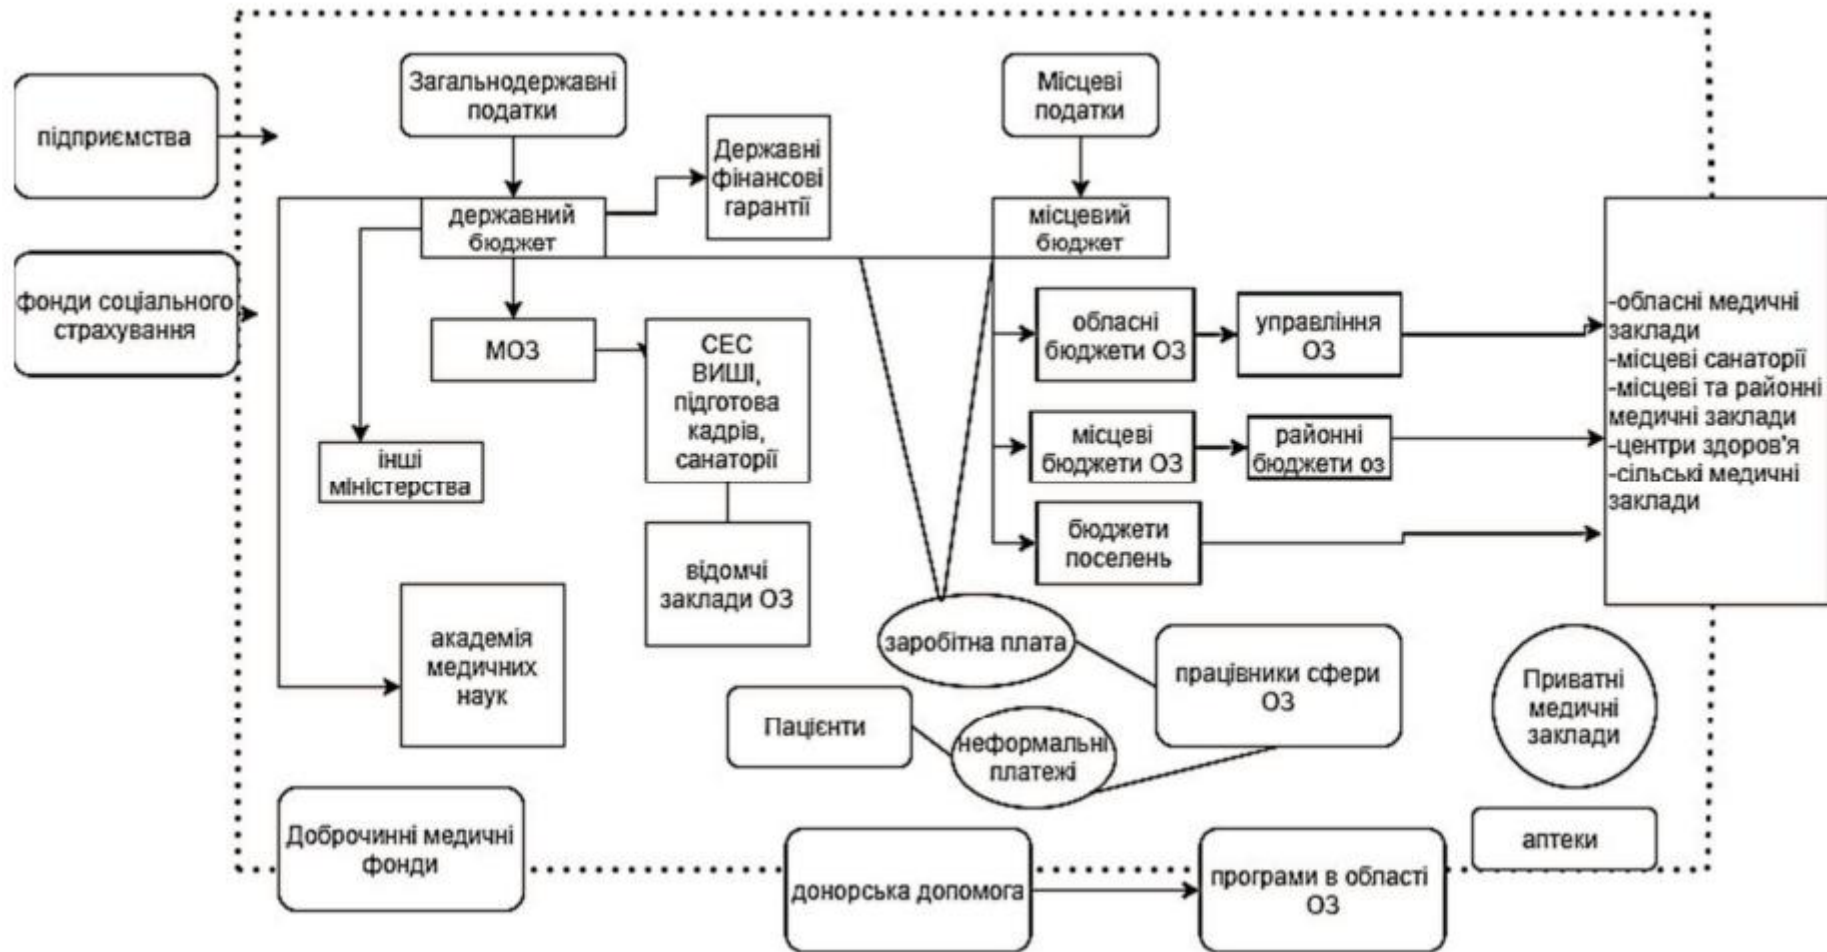 Загальнодержавні
податки
Місцеві
податки
підприємства
Державні
фінансові
гарантії
державний
бюджет
місцевий
бюджет
фонди соціального
страхування
МОЗ
СЕС
ВИШІ,
підготова
кадрів,
санаторії
обласні
бюджети ОЗ
управління
ОЗ
-обласні медичні
заклади
-місцеві санаторії
-місцеві та районні
медичні заклади
-центри здоров'я
-сільські медичні
заклади
інші
міністерства
місцеві
бюджети ОЗ
районні
бюджети оз
бюджети
поселень
відомчі
заклади ОЗ
академія
медичних
наук
заробітна плата
працівники сфери
ОЗ
Приватні
медичні
заклади
Пацієнти
неформальні
платежі
Доброчинні медичні
фонди
донорська допомога
програми в області
ОЗ
аптеки